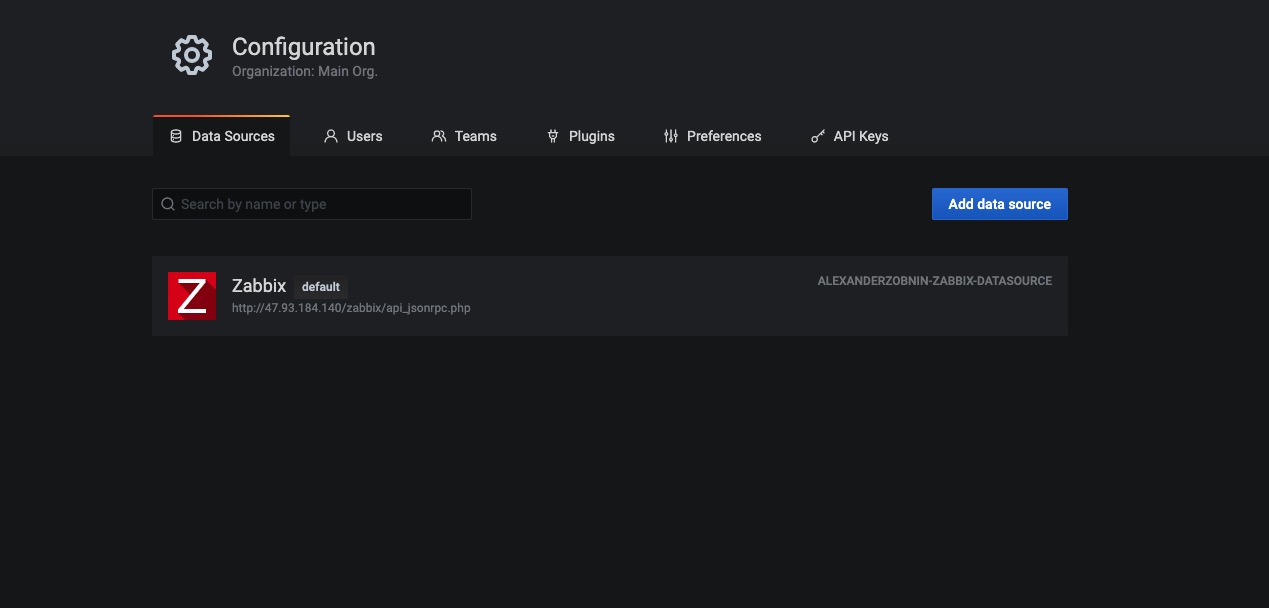 Configuration
Organization: Main Org.
Data Sources Users Teams Plugins Preferences API Keys
Search by name or type Add data source
Z Zabbix default ALEXANDERZOBNIN-ZABBIX-DATASOURCE
http://47.93.184.140/zabbix/api_jsonrpc.php